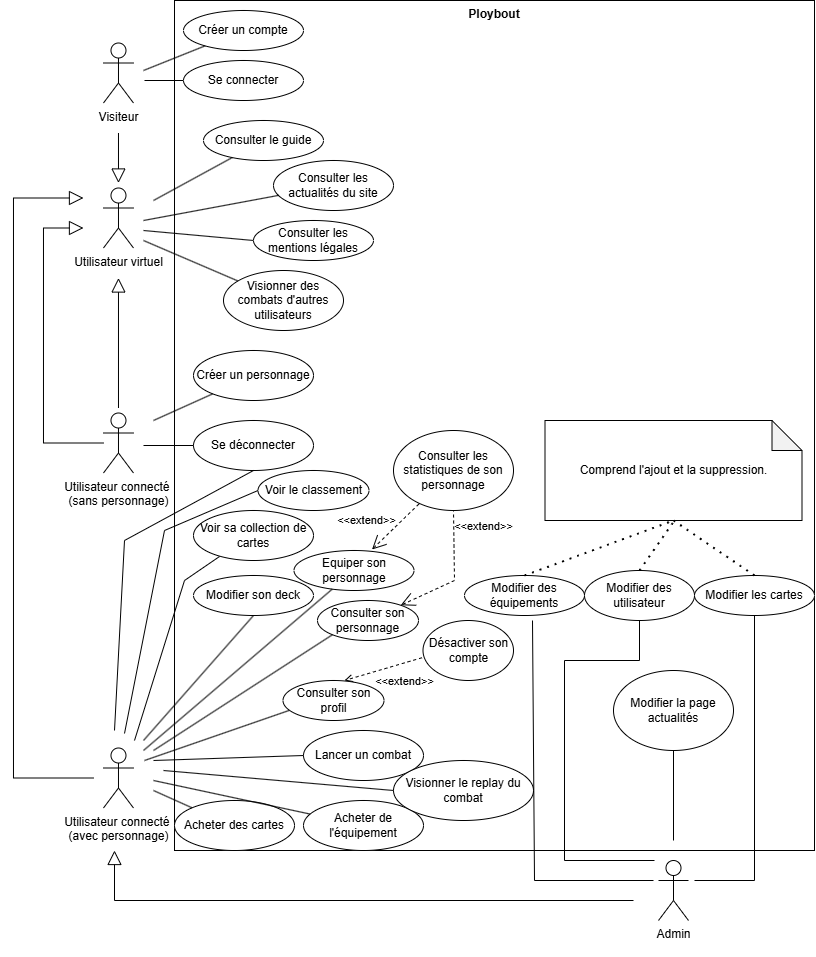 Ploybout
Créer un compte
Se connecter
Visiteur
Consulter le guide
Consulter les
actualités du site
Consulter les
mentions légales
Utilisateur virtuel
Visionner des
combats d'autres
utilisateurs
Créer un personnage
Se déconnecter
Utilisateur connecté
(sans personnage)
Consulter les
statistiques de son
personnage
Comprend l'ajout et la suppression.
Voir le classement
<<extend>>
<<extend>>
Voir sa collection de
cartes
Equiper son
personnage
Modifier son deck
Modifier des
équipements
Modifier des
utilisateur
Modifier les cartes
Consulter son
personnage
Désactiver son
compte
<<extend>>
Consulter son
profil
Modifier la page
actualités
Lancer un combat
Visionner le replay du
combat
Utilisateur connecté
(avec personnage)
Acheter des cartes
Acheter de
l'équipement
Admin